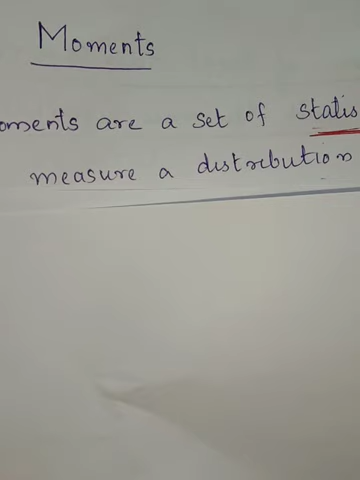 Moments
oments are a set of statis
measure a distribution